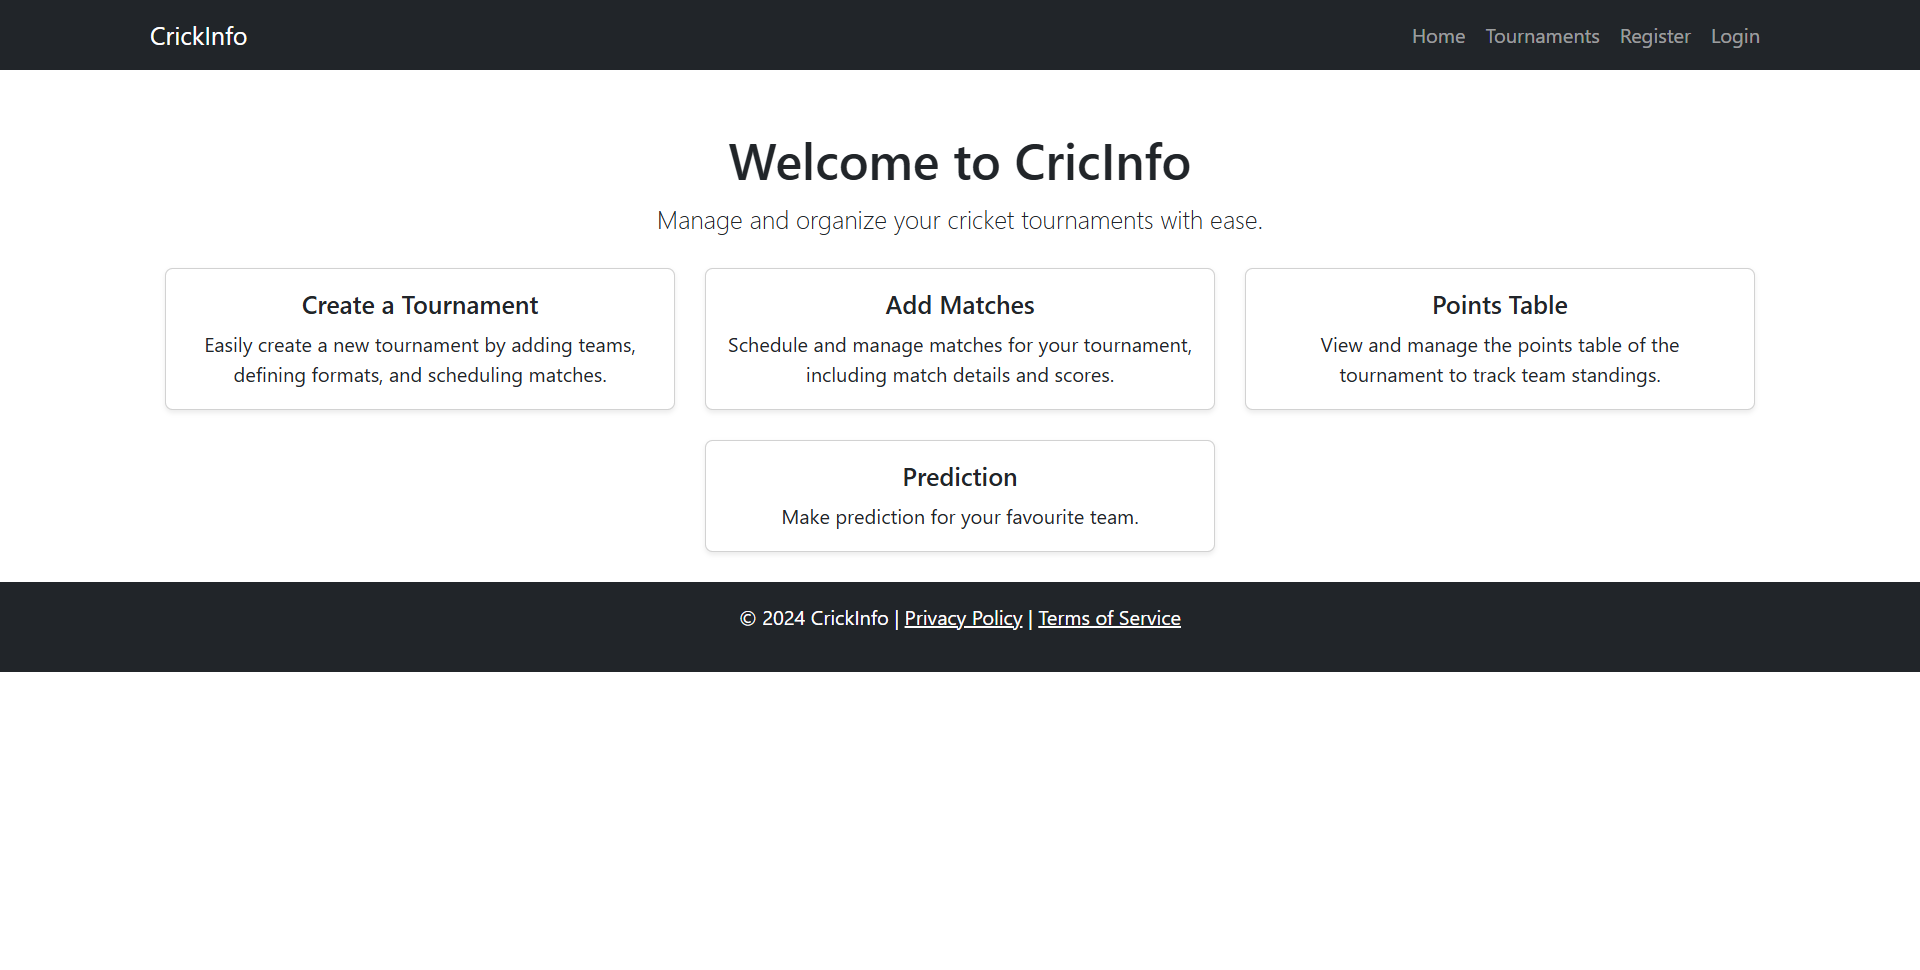 CrickInfo
Home Tournaments Register Login
Welcome to CricInfo
Manage and organize your cricket tournaments with ease.
Create a Tournament
Easily create a new tournament by adding teams,
defining formats, and scheduling matches.
Add Matches
Schedule and manage matches for your tournament,
including match details and scores.
Points Table
View and manage the points table of the
tournament to track team standings.
Prediction
Make prediction for your favourite team.
© 2024 CrickInfo | Privacy Policy | Terms of Service